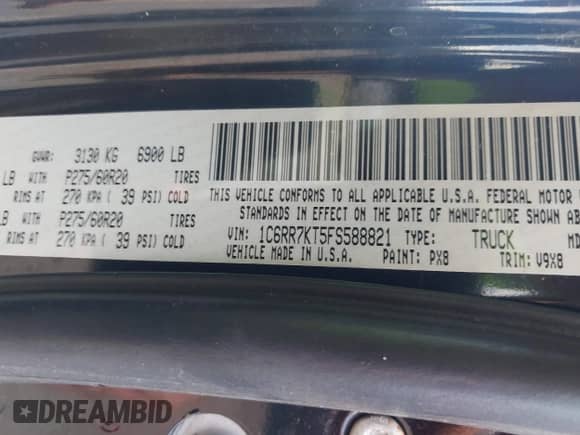 GVWR: 3130 KG 6900 LB
LB WITH P275/60R20 TIRES
RIMS AT 270 KPA ( 39 PSI) COLD
LB WITH P275/60R20 TIRES
RIMS AT 270 KPA ( 39 PSI) COLD
THIS VEHICLE CONFORMS TO ALL APPLICABLE U.S.A. FEDERAL MOTOR
STANDARDS IN EFFECT ON THE DATE OF MANUFACTURE SHOWN AB
VIN: 1C6RR7KT5FS588821 TYPE: TRUCK MD
VEHICLE MADE IN U.S.A. PAINT: PX8 TRIM: V9X8
DREAMBID